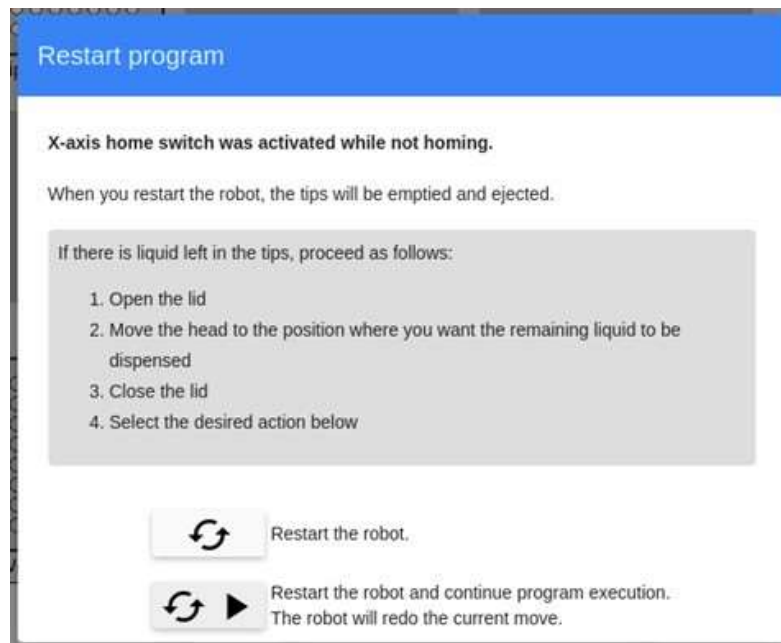 Restart program
X-axis home switch was activated while not homing.
When you restart the robot, the tips will be emptied and ejected.
If there is liquid left in the tips, proceed as follows:
1. Open the lid
2. Move the head to the position where you want the remaining liquid to be
dispensed
3. Close the lid
4. Select the desired action below
Restart the robot.
Restart the robot and continue program execution.
The robot will redo the current move.